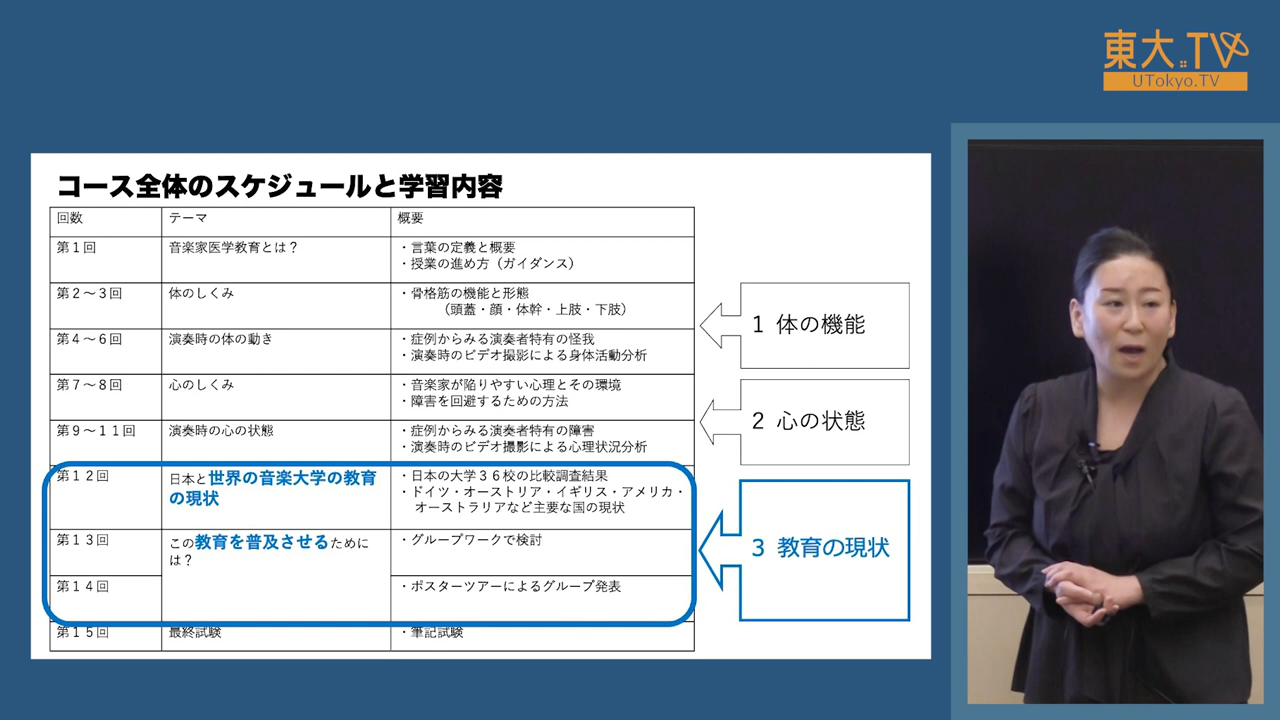 東大.TV
UTokyo.TV
コース全体のスケジュールと学習内容
回数 テーマ 概要
第１回 音楽家医学教育とは？ ・言葉の定義と概要
・授業の進め方（ガイダンス）
第２～３回 体のしくみ ・骨格筋の機能と形態
（頭蓋・顔・体幹・上肢・下肢）
第４～６回 演奏時の体の動き ・症例からみる演奏者特有の怪我
・演奏時のビデオ撮影による身体活動分析
1 体の機能
第７～８回 心のしくみ ・音楽家が陥りやすい心理とその環境
・障害を回避するための方法
第９～１１回 演奏時の心の状態 ・症例からみる演奏者特有の障害
・演奏時のビデオ撮影による心理状況分析
2 心の状態
第１２回 日本と世界の音楽大学の教育 ・日本の大学３６校の比較調査結果
の現状 ・ドイツ・オーストリア・イギリス・アメリカ・
オーストラリアなど主要な国の現状
第１３回 この教育を普及させるために ・グループワークで検討
は？
第１４回 ・ポスターツアーによるグループ発表
3 教育の現状
第１５回 最終試験 ・筆記試験